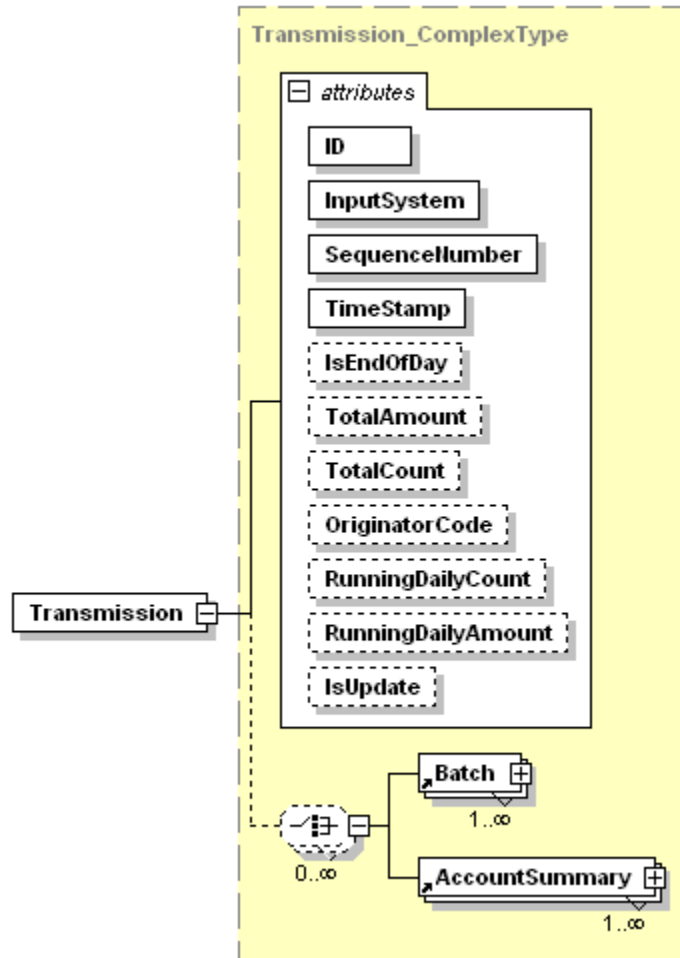 Transmission_ComplexType
attributes
ID
InputSystem
SequenceNumber
TimeStamp
IsEndOfDay
TotalAmount
TotalCount
OriginatorCode
RunningDailyCount
RunningDailyAmount
IsUpdate
Transmission
Batch
1..∞
0..∞
AccountSummary
1..∞